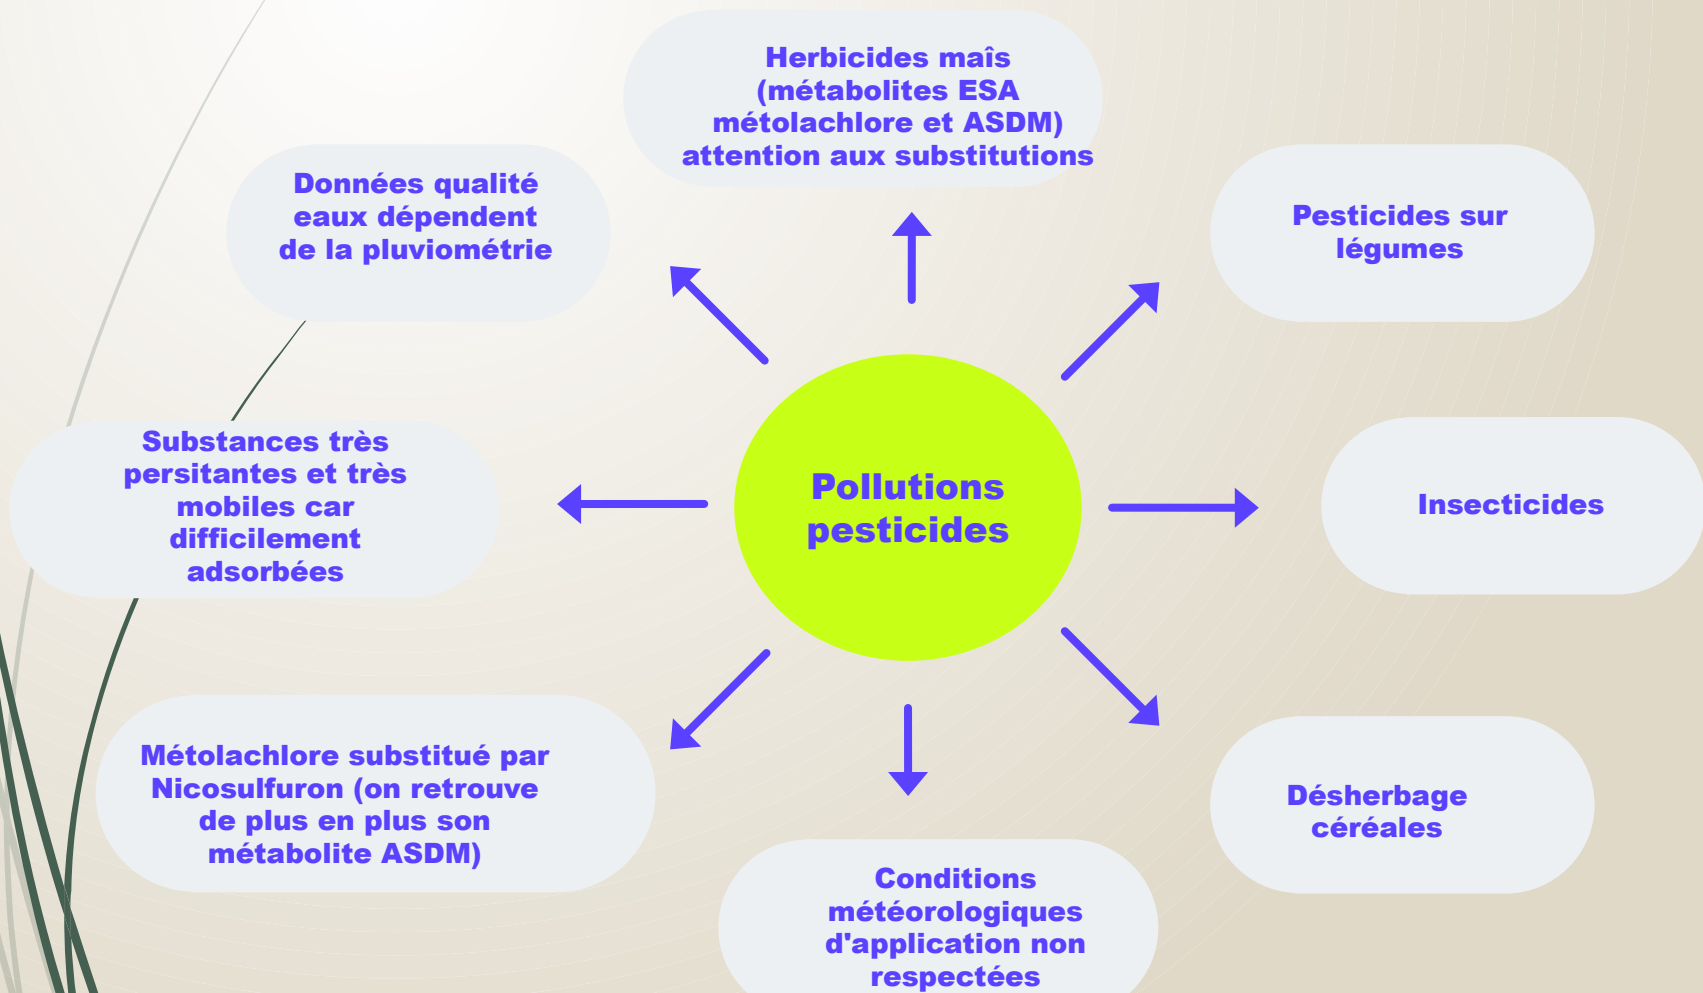 Herbicides maîs
(métabolites ESA
métolachlore et ASDM)
attention aux substitutions
Données qualité
eaux dépendent
de la pluviométrie
Pesticides sur
légumes
Substances très
persitantes et très
mobiles car
difficilement
adsorbées
Pollutions
pesticides
Insecticides
Métolachlore substitué par
Nicosulfuron (on retrouve
de plus en plus son
métabolite ASDM)
Désherbage
céréales
Conditions
météorologiques
d'application non
respectées